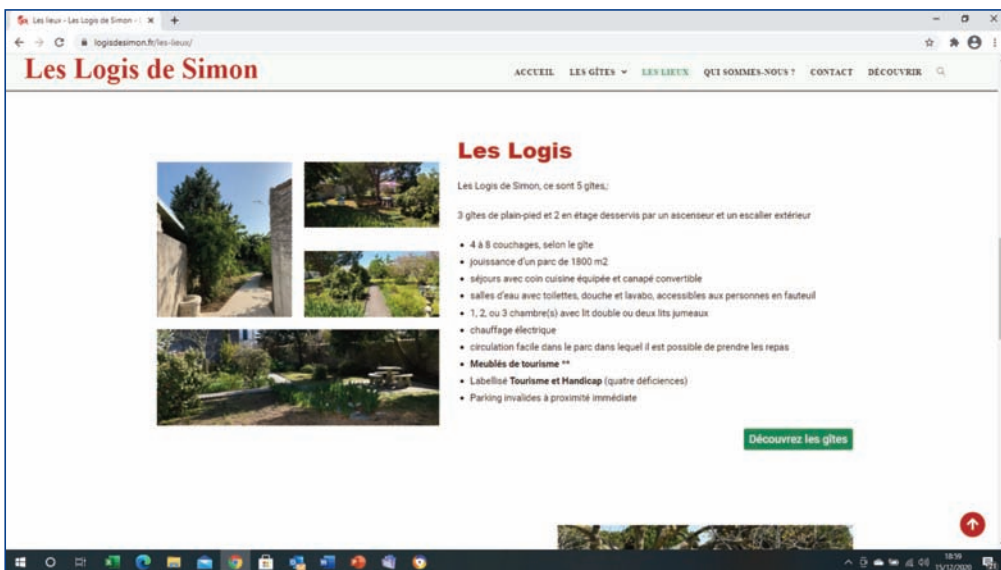 Les lieux - Les Logis de Simon -
logisdesimon.fr/les-lieux/
Les Logis de Simon
ACCUEIL LES GÎTES LES LIEUX QUI SOMMES-NOUS ? CONTACT DÉCOUVRIR
Les Logis
Les Logis de Simon, ce sont 5 gîtes,:
3 gîtes de plain-pied et 2 en étage desservis par un ascenseur et un escalier extérieur
• 4 à 8 couchages, selon le gîte
• jouissance d'un parc de 1800 m2
• séjours avec coin cuisine équipée et canapé convertible
• salles d'eau avec toilettes, douche et lavabo, accessibles aux personnes en fauteuil
• 1, 2, ou 3 chambre(s) avec lit double ou deux lits jumeaux
• chauffage électrique
• circulation facile dans le parc dans lequel il est possible de prendre les repas
• Meublés de tourisme **
• Labellisé Tourisme et Handicap (quatre déficiences)
• Parking invalides à proximité immédiate
Découvrez les gîtes
18:59
15/12/2020